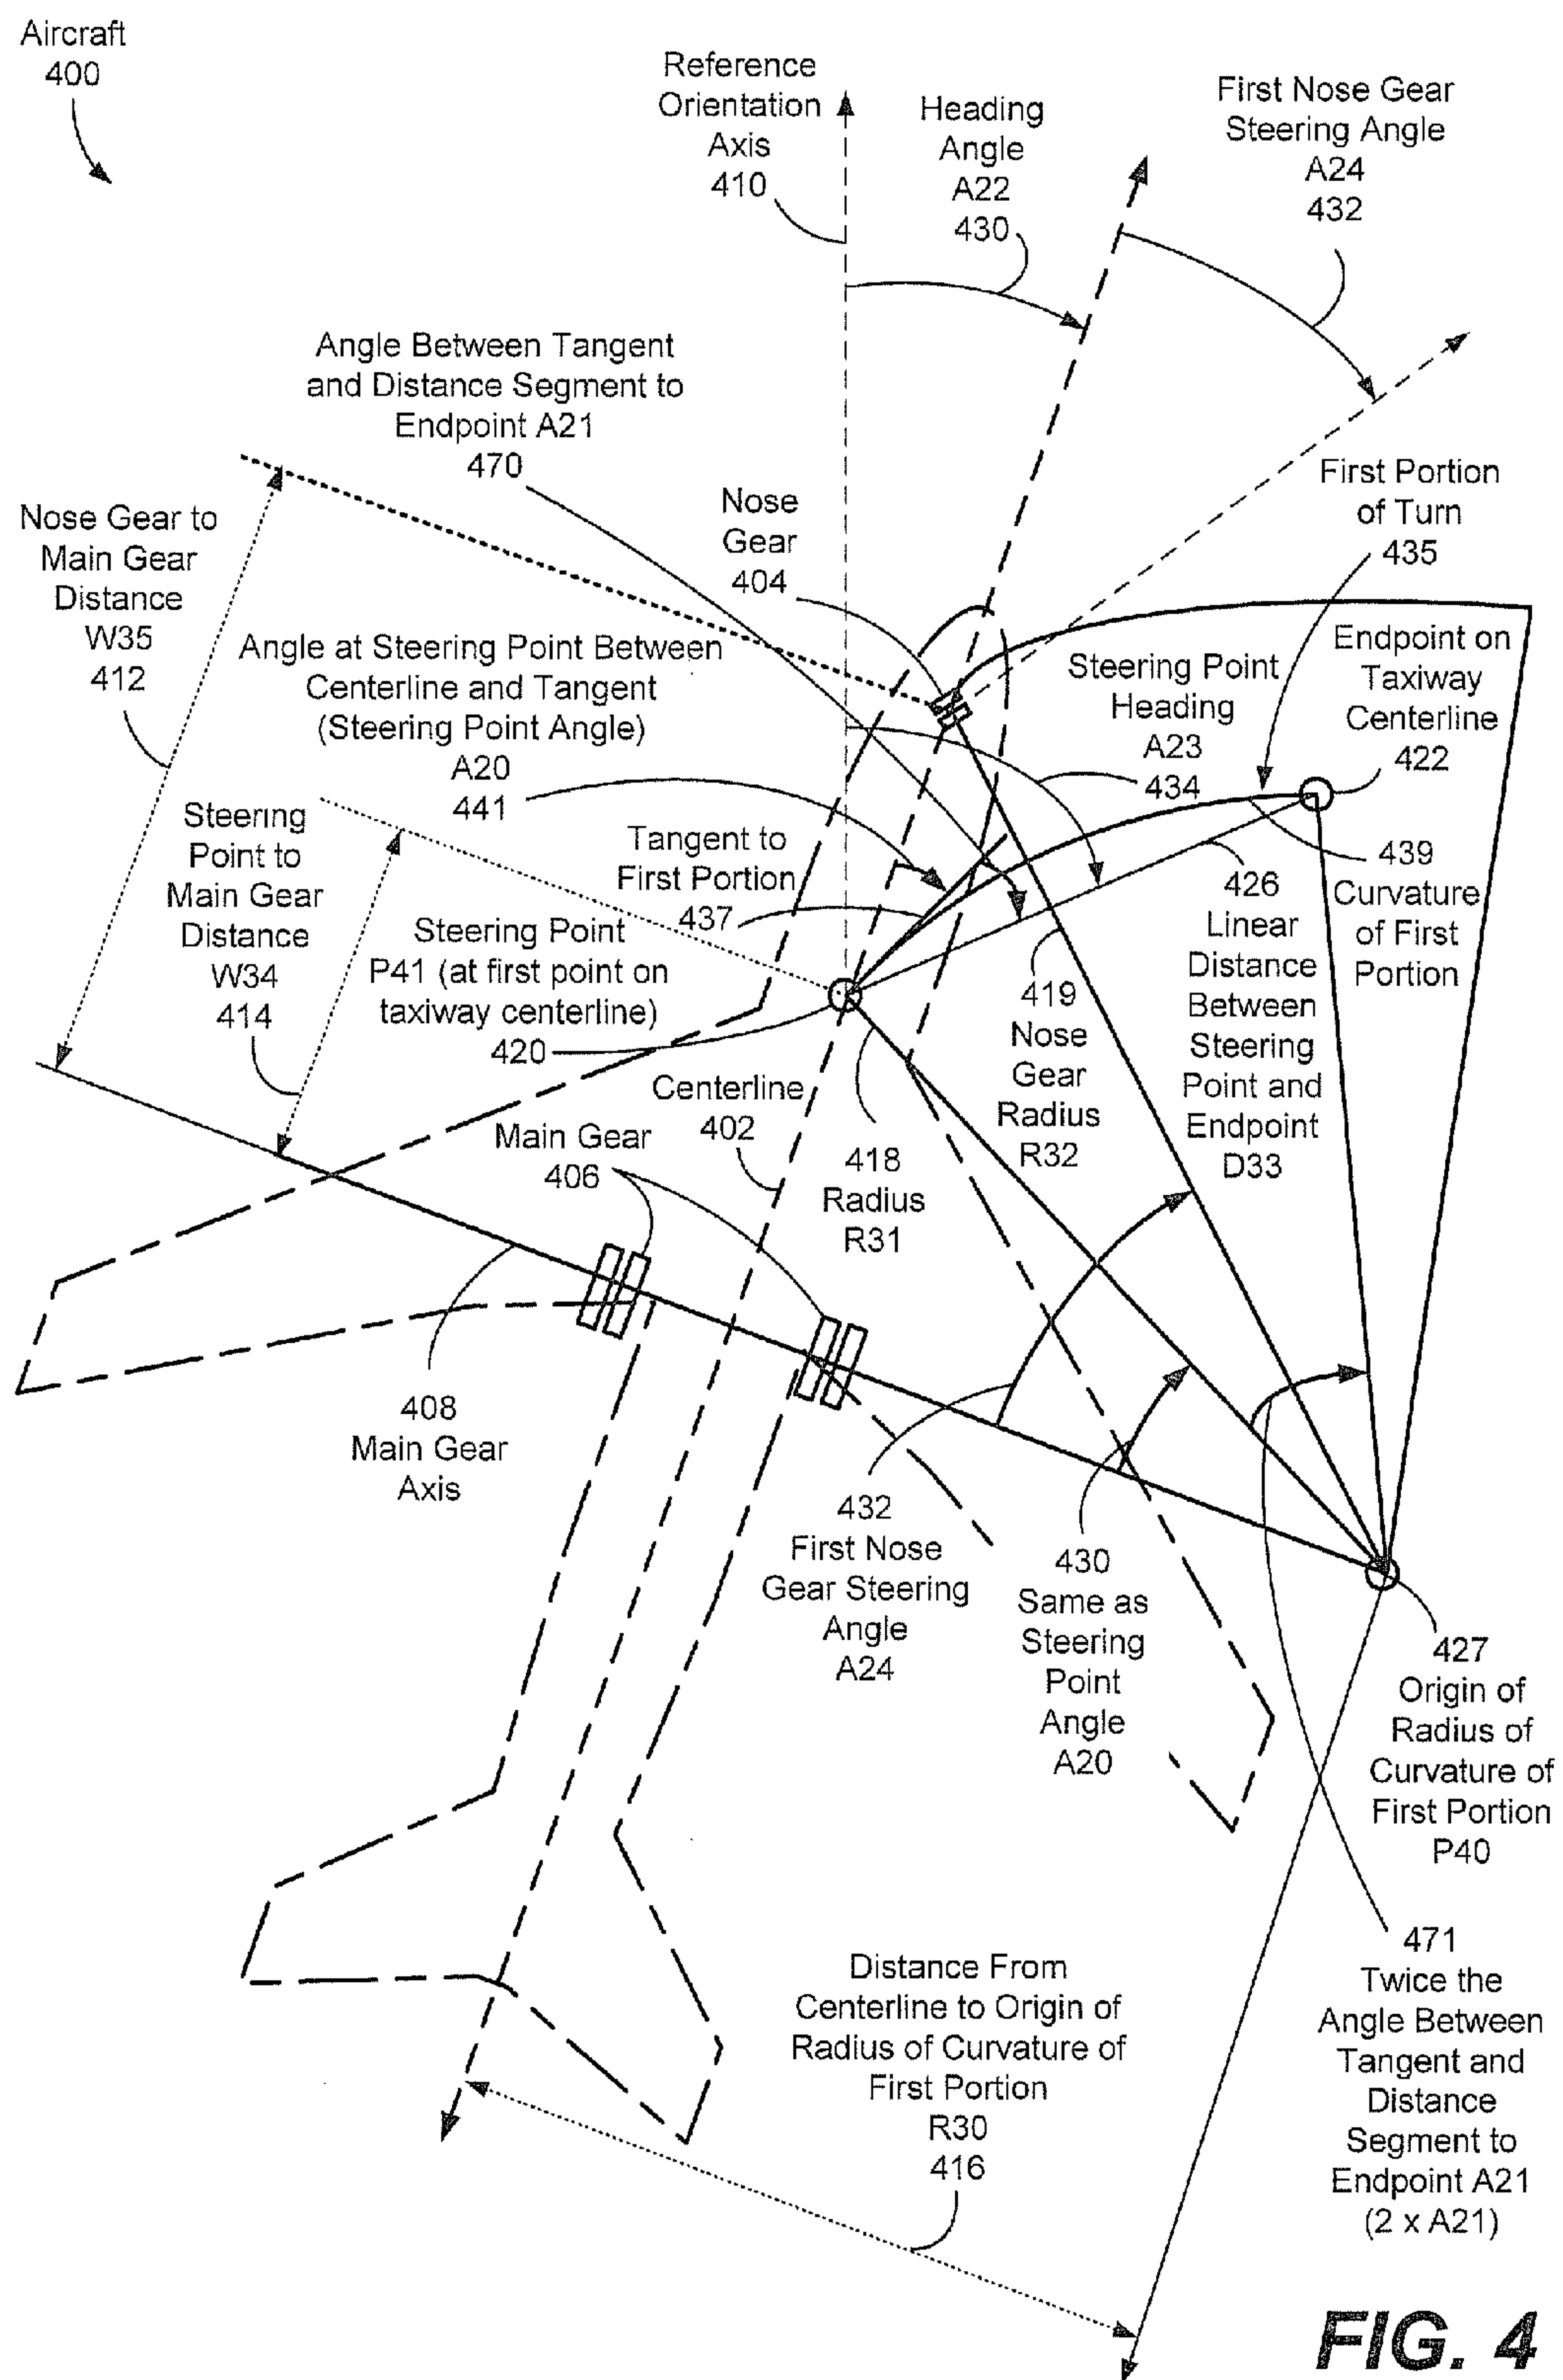 Aircraft
400
Reference
Orientation
Axis
410
Heading
Angle
A22
430
First Nose Gear
Steering Angle
A24
432
Angle Between Tangent
and Distance Segment to
Endpoint A21
470
Nose Gear to
Main Gear
Distance
W35
412
Nose
Gear
404
First Portion
of Turn
435
Angle at Steering Point Between
Centerline and Tangent
(Steering Point Angle)
A20
441
Steering Point
Heading
A23
434
Endpoint on
Taxiway
Centerline
422
Steering
Point to
Main Gear
Distance
W34
414
Tangent to
First Portion
437
Steering Point
P41 (at first point on
taxiway centerline)
420
439
Curvature
of First
Portion
426
Linear
Distance
Between
Steering
Point and
Endpoint
D33
419
Nose
Gear
Radius
R32
Centerline
402
Main Gear
406
418
Radius
R31
408
Main Gear
Axis
432
First Nose
Gear Steering
Angle
A24
430
Same as
Steering
Point
Angle
A20
427
Origin of
Radius of
Curvature of
First Portion
P40
471
Twice the
Angle Between
Tangent and
Distance
Segment to
Endpoint A21
(2 x A21)
Distance From
Centerline to Origin of
Radius of Curvature of
First Portion
R30
416
FIG. 4